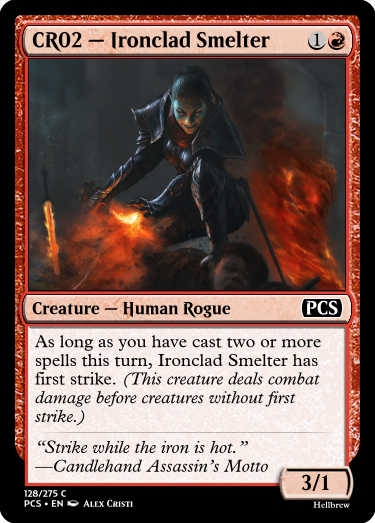 CR02 — Ironclad Smelter 1
Creature — Human Rogue PCS
As long as you have cast two or more
spells this turn, Ironclad Smelter has
first strike. (This creature deals combat
damage before creatures without first
strike.)
“Strike while the iron is hot.”
—Candlehand Assassin’s Motto
3/1
128/275 C
PCS • EN Alex Cristi
Hellbrew